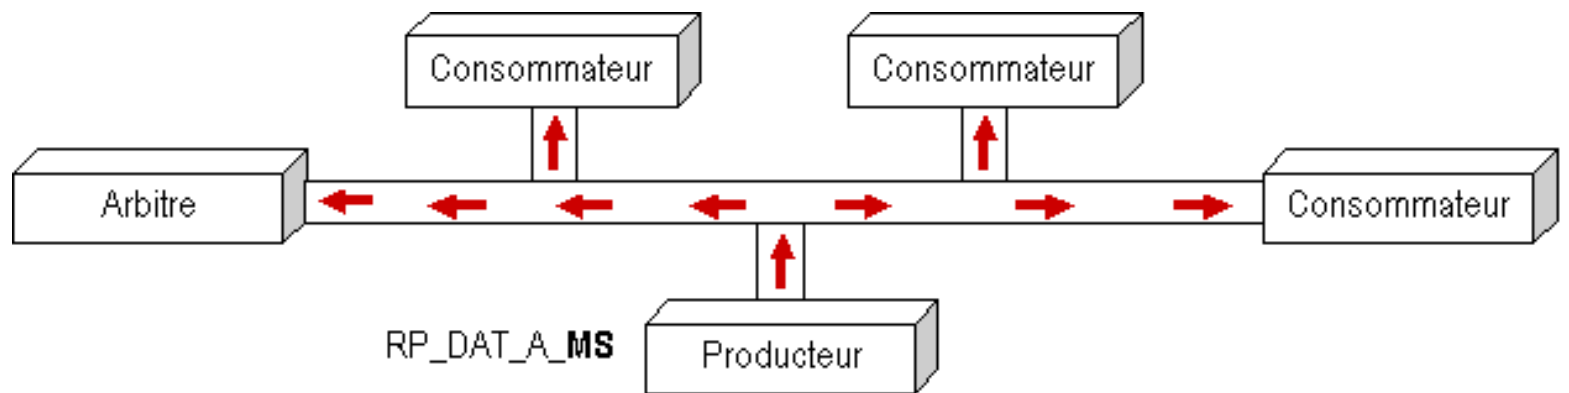 Consommateur
Consommateur
Arbitre
Consommateur
RP_DAT_A_MS
Producteur